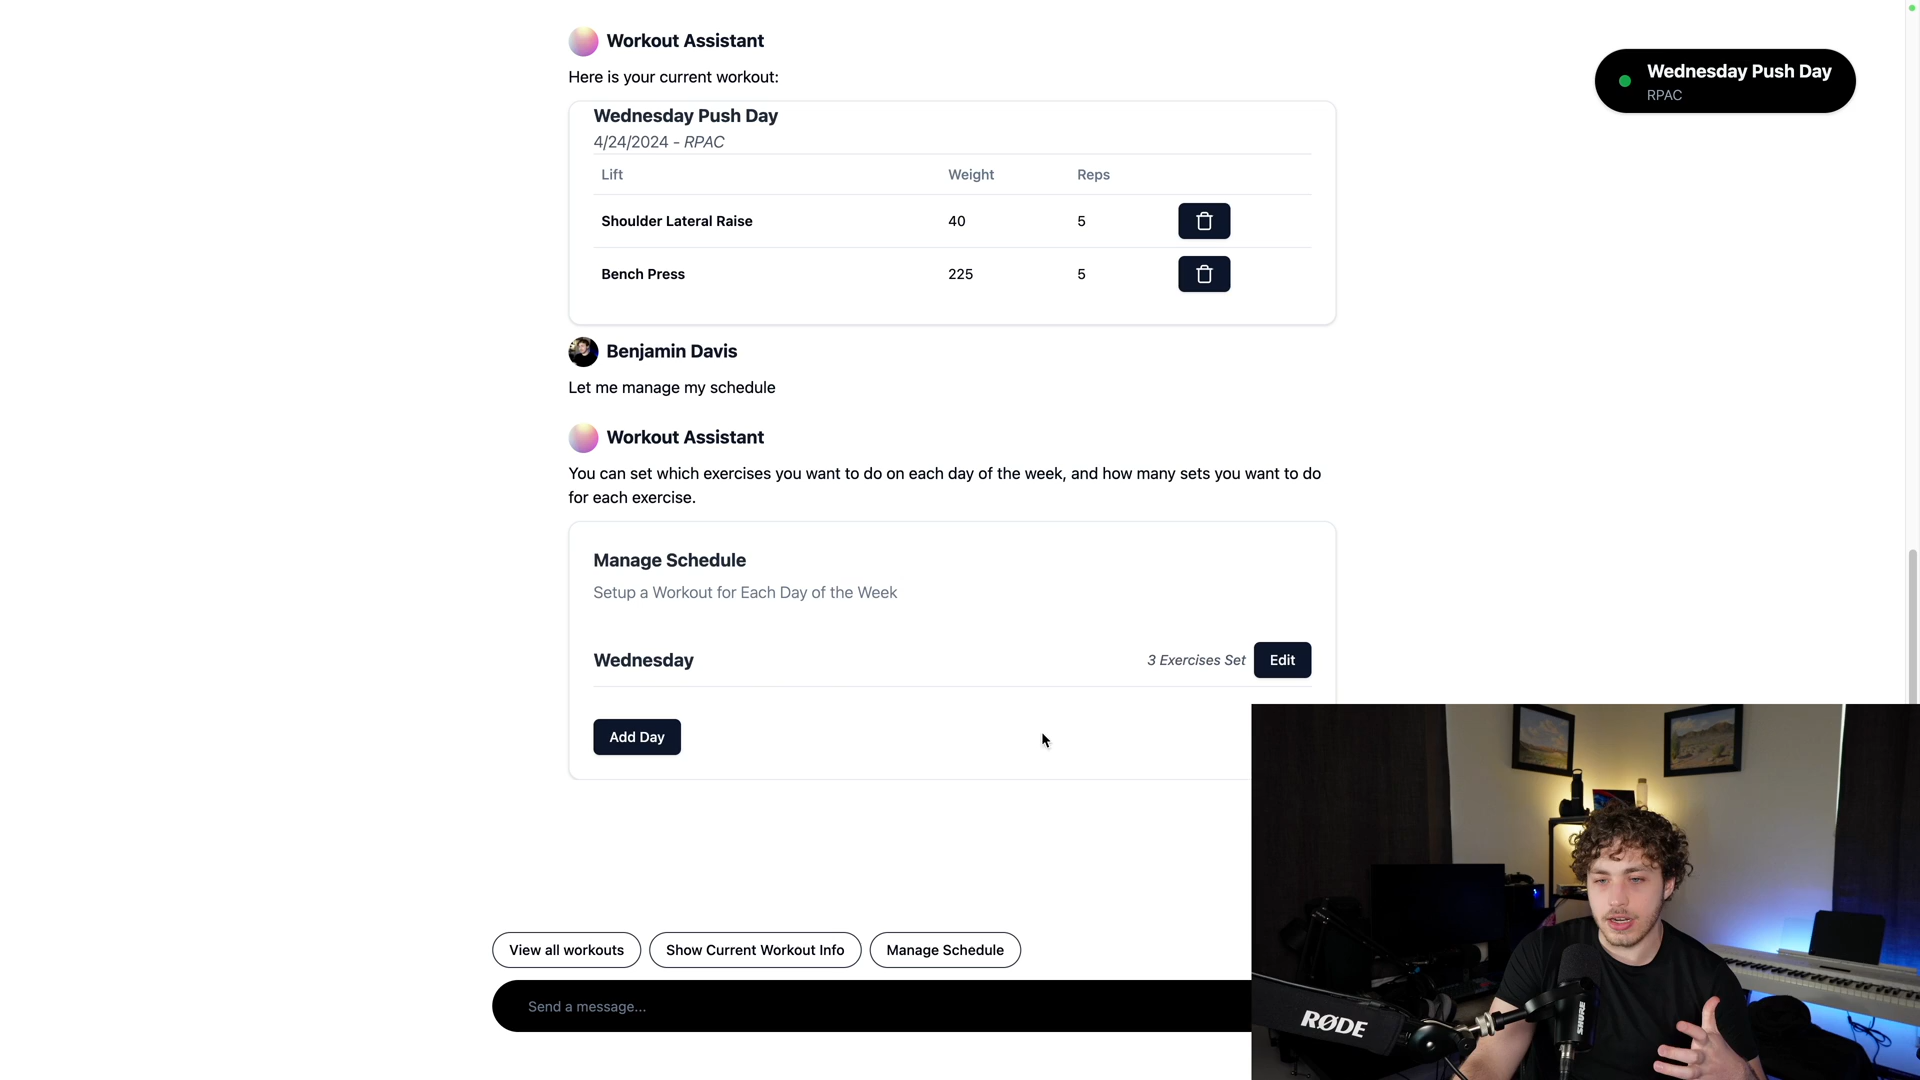 Workout Assistant
Here is your current workout:
Wednesday Push Day
RPAC
Wednesday Push Day
4/24/2024 - RPAC
Lift Weight Reps
Shoulder Lateral Raise 40 5
Bench Press 225 5
Benjamin Davis
Let me manage my schedule
Workout Assistant
You can set which exercises you want to do on each day of the week, and how many sets you want to do
for each exercise.
Manage Schedule
Setup a Workout for Each Day of the Week
Wednesday 3 Exercises Set Edit
Add Day
View all workouts Show Current Workout Info Manage Schedule
Send a message...
RØDE
SHURE